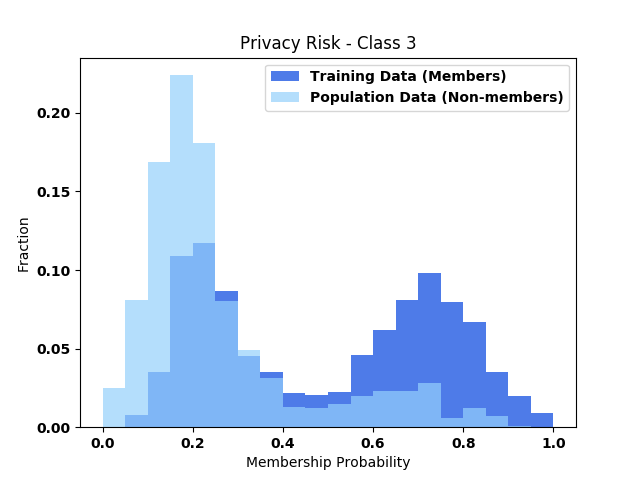 Privacy Risk - Class 3
Training Data (Members)
Population Data (Non-members)
Fraction
0.20
0.15
0.10
0.05
0.00
0.0 0.2 0.4 0.6 0.8 1.0
Membership Probability